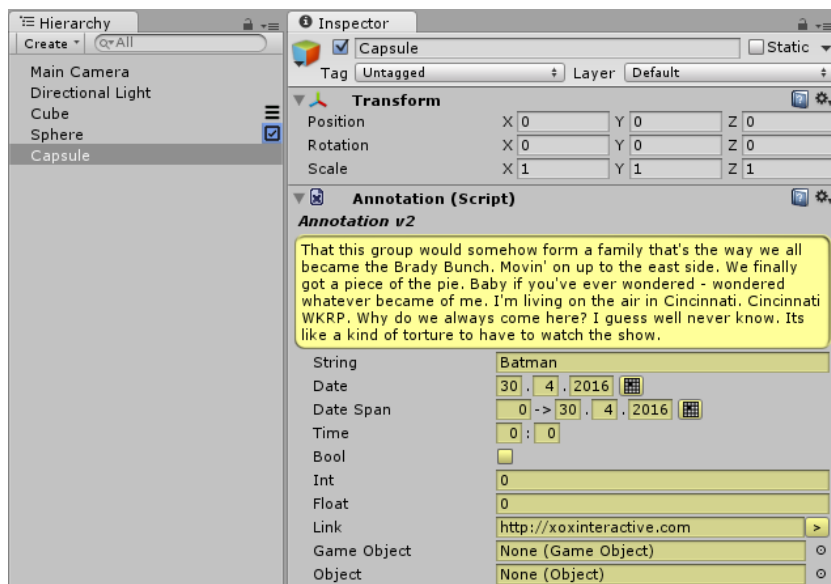 Hierarchy
Create All
Main Camera
Directional Light
Cube
Sphere
Capsule
Inspector
Capsule Static
Tag Untagged Layer Default
Transform
Position X 0 Y 0 Z 0
Rotation X 0 Y 0 Z 0
Scale X 1 Y 1 Z 1
Annotation (Script)
Annotation v2
That this group would somehow form a family that's the way we all
became the Brady Bunch. Movin' on up to the east side. We finally
got a piece of the pie. Baby if you've ever wondered - wondered
whatever became of me. I'm living on the air in Cincinnati. Cincinnati
WKRP. Why do we always come here? I guess well never know. Its
like a kind of torture to have to watch the show.
String Batman
Date 30 . 4 . 2016
Date Span 0 -> 30 . 4 . 2016
Time 0 : 0
Bool
Int 0
Float 0
Link http://xoxinteractive.com >
Game Object None (Game Object)
Object None (Object)